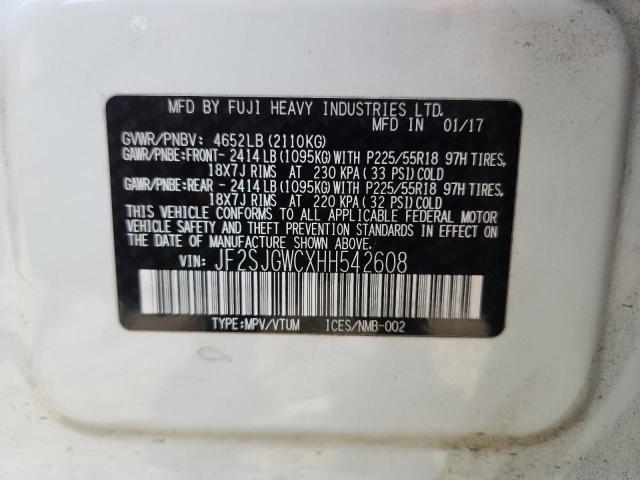 MFD BY FUJI HEAVY INDUSTRIES LTD.
MFD IN 01/17
GVWR/PNBV: 4652LB(2110KG)
GAWR/PNBE:FRONT- 2414LB(1095KG)WITH P225/55R18 97H TIRES,
18X7J RIMS AT 230 KPA(33 PSI)COLD
GAWR/PNBE:REAR - 2414LB(1095KG)WITH P225/55R18 97H TIRES,
18X7J RIMS AT 220 KPA(32 PSI)COLD
THIS VEHICLE CONFORMS TO ALL APPLICABLE FEDERAL MOTOR
VEHICLE SAFETY AND THEFT PREVENTION STANDARDS IN EFFECT
ON THE DATE OF MANUFACTURE SHOWN ABOVE.
VIN: JF2SJGWCXHH542608
TYPE:MPV/VTUM ICES/NMB-002